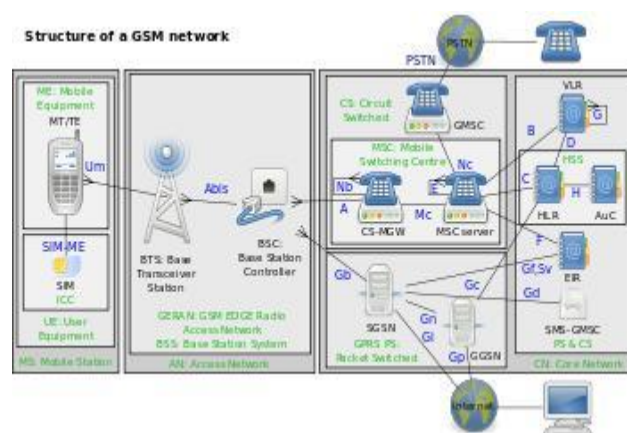 Structure of a GSM network
PSTN
PSTN
ME: Mobile
Equipment
MT/TE
Um
SIM-ME
SIM
ICC
UE: User
Equipment
MS: Mobile Station
Abis
BTS: Base
Transceiver
Station
BSC:
Base Station
Controller
GERAN: GSM EDGE Radio
Access Network
BSS: Base Station System
AN: Access Network
CS: Circuit
Switched
GMSC
MSC: Mobile
Switching Centre
Nc
Nb
E
A
Mc
CS-MGW
MSC server
Gb
SGSN
Gc
Gn
Gi
Gp
GGSN
GPRS PS:
Packet Switched
VLR
G
B
D
HSS
C
H
HLR
AuC
F
Gf,Sv
EIR
Gd
SMS-GMSC
PS & CS
CN: Core Network
Internet